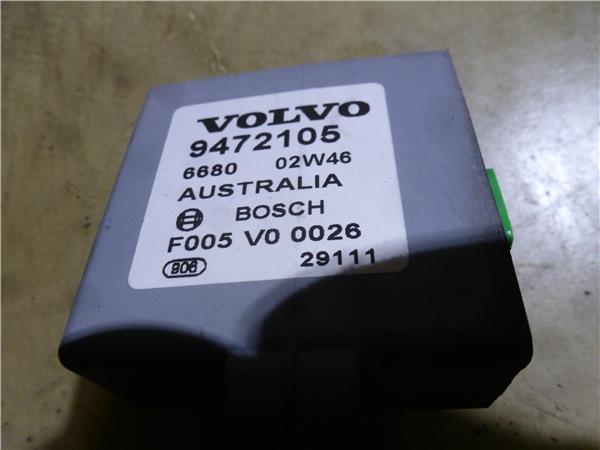 VOLVO
9472105
6680 02W46
AUSTRALIA
BOSCH
F005 V0 0026
906 29111